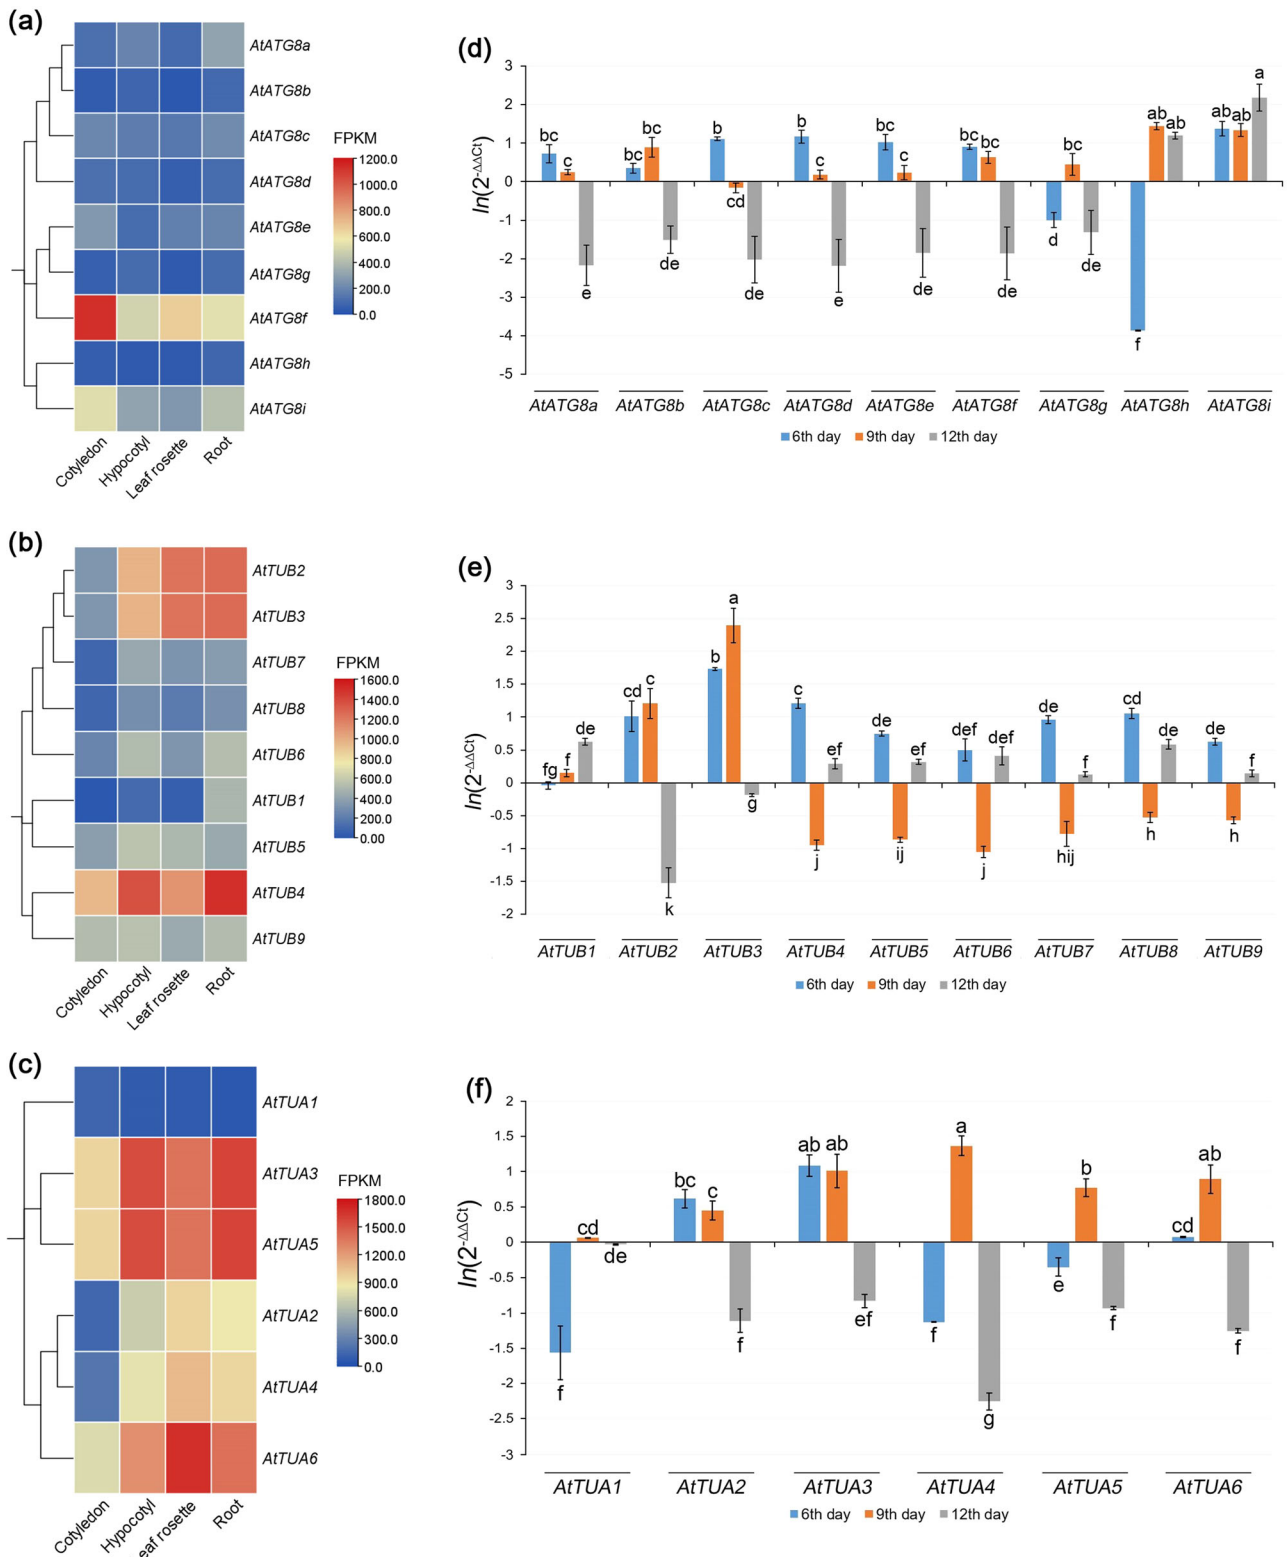 (a)
AtATG8a
AtATG8b
AtATG8c
AtATG8d
AtATG8e
AtATG8g
AtATG8f
AtATG8h
AtATG8i
Cotyledon
Hypocotyl
Leaf rosette
Root
FPKM
1200.0
1000.0
800.0
600.0
400.0
200.0
0.0
(d)
ln(2^-ΔΔCt)
3
2
1
0
-1
-2
-3
-4
-5
bc c e
bc bc de
b cd de
b c e
bc c de
bc bc de
d bc de
f ab ab
ab ab a
AtATG8a AtATG8b AtATG8c AtATG8d AtATG8e AtATG8f AtATG8g AtATG8h AtATG8i
6th day 9th day 12th day
(b)
AtTUB2
AtTUB3
AtTUB7
AtTUB8
AtTUB6
AtTUB1
AtTUB5
AtTUB4
AtTUB9
Cotyledon
Hypocotyl
Leaf rosette
Root
FPKM
1600.0
1400.0
1200.0
1000.0
800.0
600.0
400.0
200.0
0.00
(e)
ln(2^-ΔΔCt)
3
2.5
2
1.5
1
0.5
0
-0.5
-1
-1.5
-2
fg f de
cd c k
b a g
c j ef
de ij ef
def j def
de hij f
cd h de
de h f
AtTUB1 AtTUB2 AtTUB3 AtTUB4 AtTUB5 AtTUB6 AtTUB7 AtTUB8 AtTUB9
6th day 9th day 12th day
(c)
AtTUA1
AtTUA3
AtTUA5
AtTUA2
AtTUA4
AtTUA6
Cotyledon
Hypocotyl
eaf rosette
Root
FPKM
1800.0
1500.0
1200.0
900.0
600.0
300.0
0.0
(f)
ln(2^-ΔΔCt)
2
1.5
1
0.5
0
-0.5
-1
-1.5
-2
-2.5
-3
f cd de
bc c f
ab ab ef
f a g
e b f
cd ab f
AtTUA1 AtTUA2 AtTUA3 AtTUA4 AtTUA5 AtTUA6
6th day 9th day 12th day